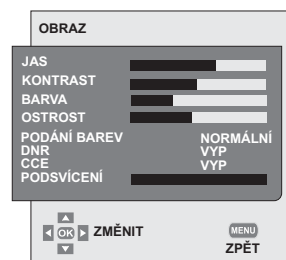 OBRAZ
JAS
KONTRAST
BARVA
OSTROST
PODÁNÍ BAREV NORMÁLNÍ
DNR VYP
CCE VYP
PODSVÍCENÍ
OK ZMĚNIT MENU
ZPĚT